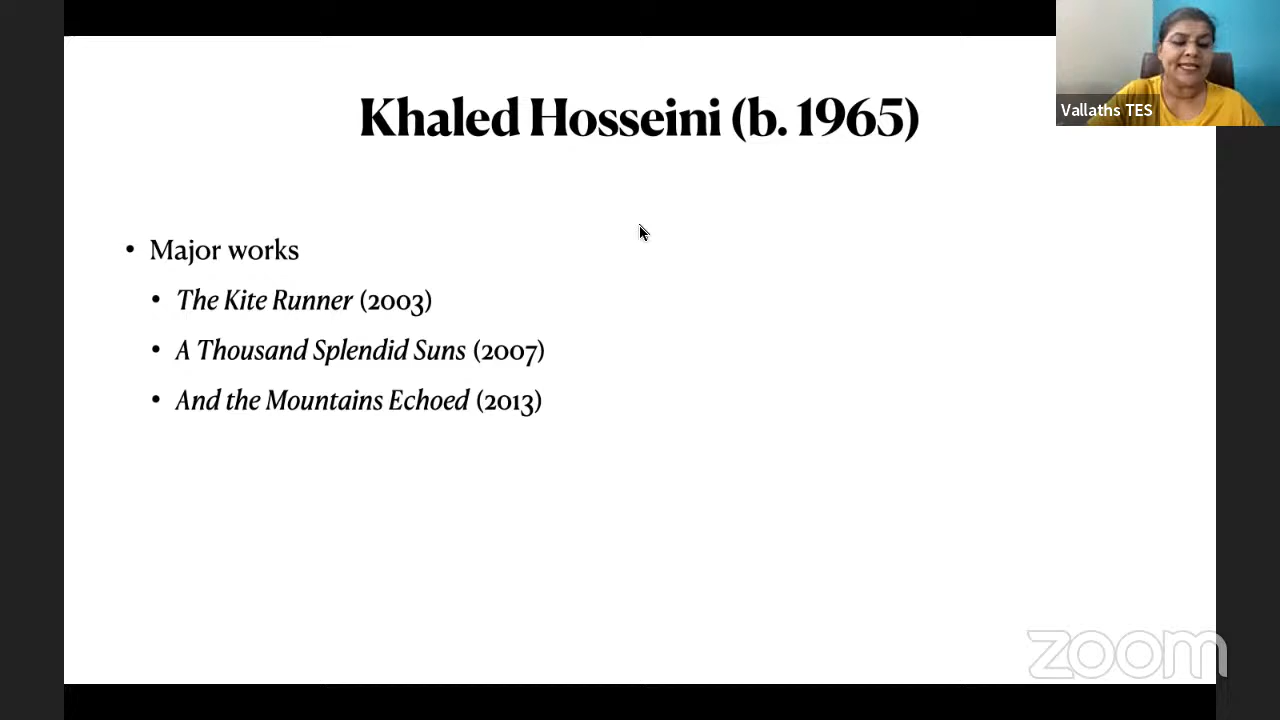 Khaled Hosseini (b. 1965)
Vallaths TES
• Major works
• The Kite Runner (2003)
• A Thousand Splendid Suns (2007)
• And the Mountains Echoed (2013)
zoom